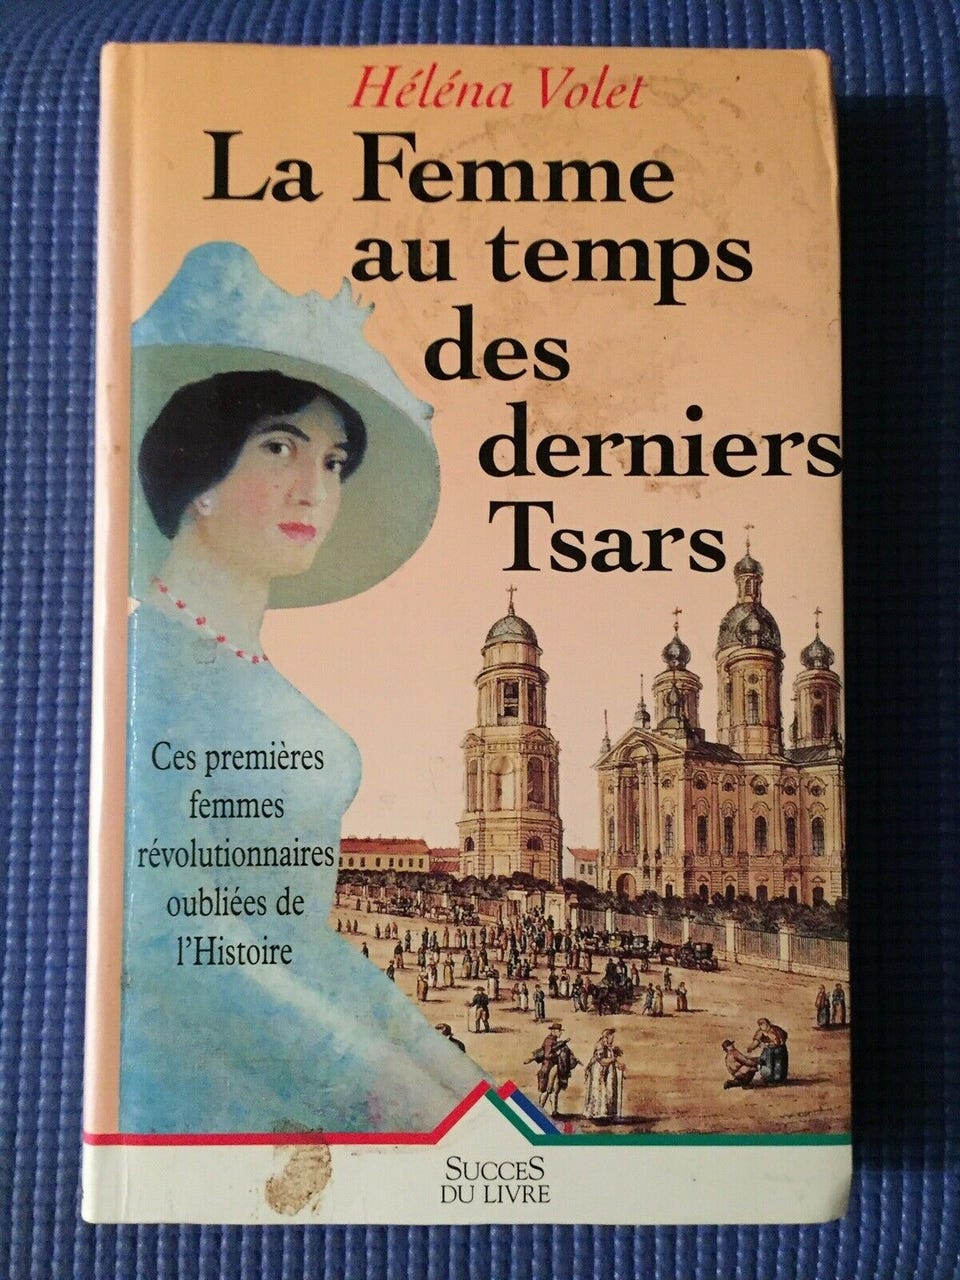 Héléna Volet
La Femme
au temps
des
derniers
Tsars
Ces premières
femmes
révolutionnaires
oubliées de
l'Histoire
SUCCES
DU LIVRE